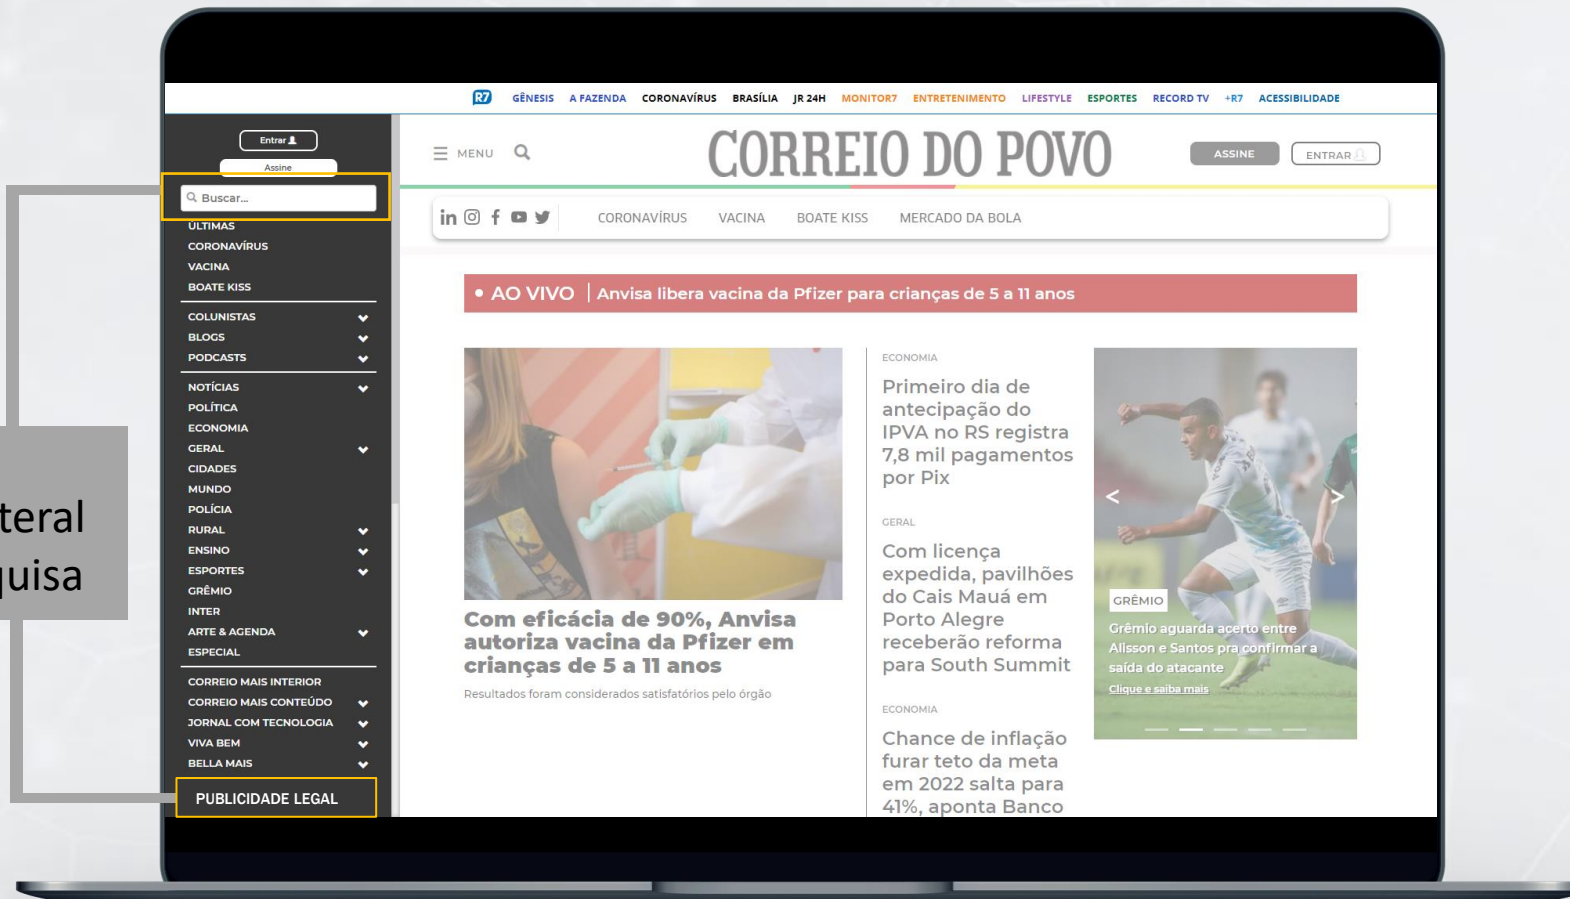 R7 GÊNESIS A FAZENDA CORONAVÍRUS BRASÍLIA JR 24H MONITOR7 ENTRETENIMENTO LIFESTYLE ESPORTES RECORD TV +R7 ACESSIBILIDADE
Entrar
Assine
Buscar...
ÚLTIMAS
CORONAVÍRUS
VACINA
BOATE KISS
COLUNISTAS
BLOGS
PODCASTS
NOTÍCIAS
POLÍTICA
ECONOMIA
GERAL
CIDADES
MUNDO
POLÍCIA
RURAL
ENSINO
ESPORTES
GRÊMIO
INTER
ARTE & AGENDA
ESPECIAL
CORREIO MAIS INTERIOR
CORREIO MAIS CONTEÚDO
JORNAL COM TECNOLOGIA
VIVA BEM
BELLA MAIS
PUBLICIDADE LEGAL
teral
uisa
MENU
CORREIO DO POVO
ASSINE
ENTRAR
CORONAVÍRUS VACINA BOATE KISS MERCADO DA BOLA
• AO VIVO | Anvisa libera vacina da Pfizer para crianças de 5 a 11 anos
Com eficácia de 90%, Anvisa
autoriza vacina da Pfizer em
crianças de 5 a 11 anos
Resultados foram considerados satisfatórios pelo órgão
ECONOMIA
Primeiro dia de
antecipação do
IPVA no RS registra
7,8 mil pagamentos
por Pix
GERAL
Com licença
expedida, pavilhões
do Cais Mauá em
Porto Alegre
receberão reforma
para South Summit
ECONOMIA
Chance de inflação
furar teto da meta
em 2022 salta para
41%, aponta Banco
GRÊMIO
Grêmio aguarda acerto entre
Alisson e Santos pra confirmar a
saída do atacante
Clique e saiba mais